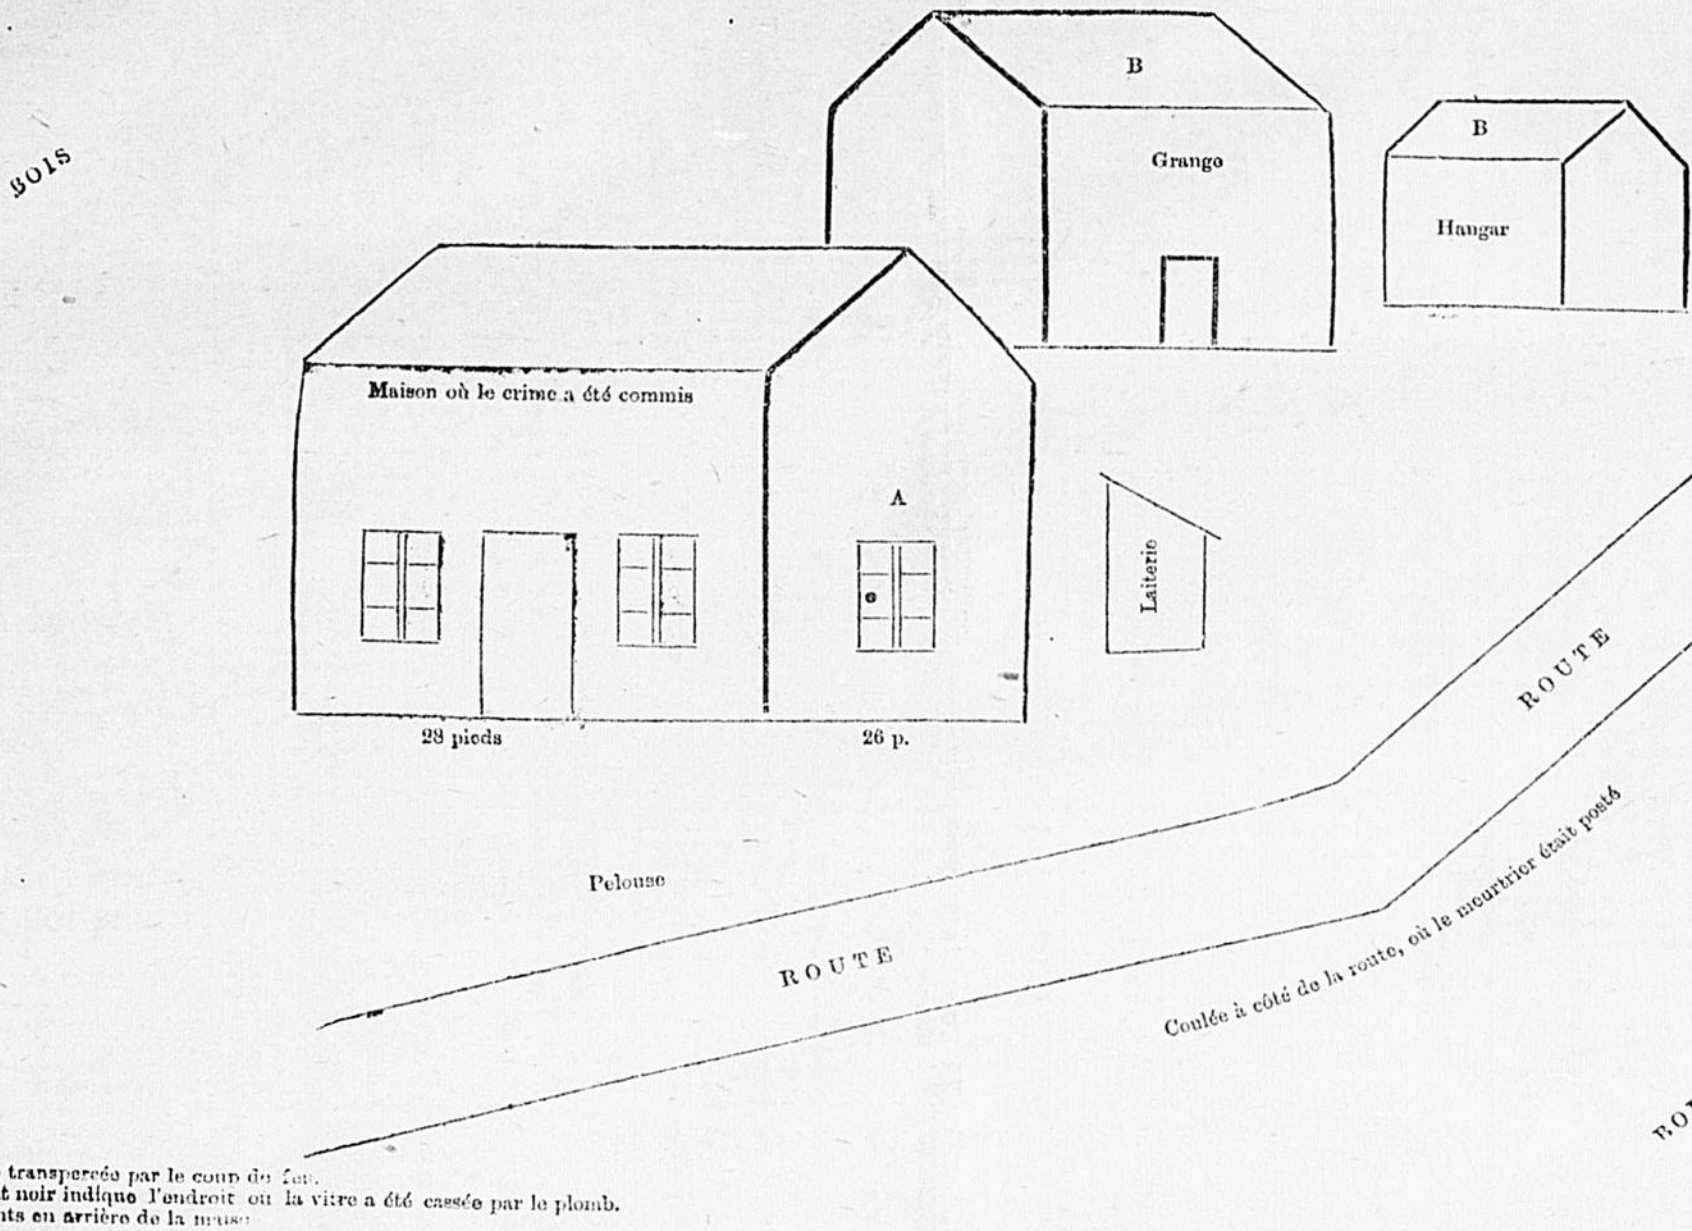 B
B
BOIS
Grange
Hangar
Maison où le crime a été commis
A
Laiterie
ROUTE
28 pieds
26 p.
Pelouse
ROUTE
Coulée à côté de la route, où le meurtrier était posté
transpercée par le coup de feu.
noir indique l'endroit où la vitre a été cassée par le plomb.
en arrière de la maison